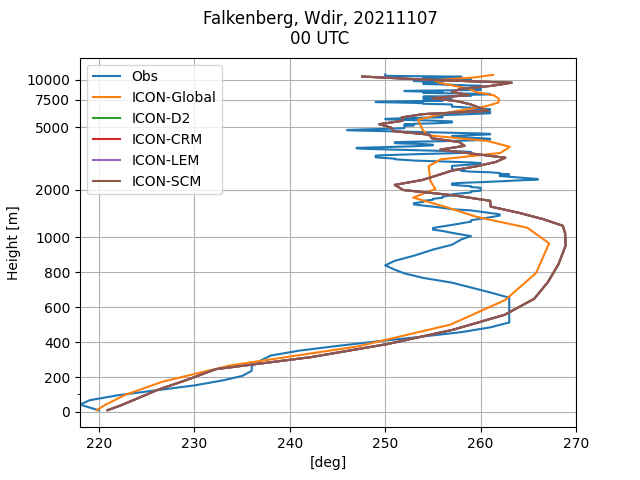 Falkenberg, Wdir, 20211107
00 UTC
Obs
ICON-Global
ICON-D2
ICON-CRM
ICON-LEM
ICON-SCM
10000
7500
5000
2000
1000
800
600
400
200
0
Height [m]
220
230
240
250
260
270
[deg]